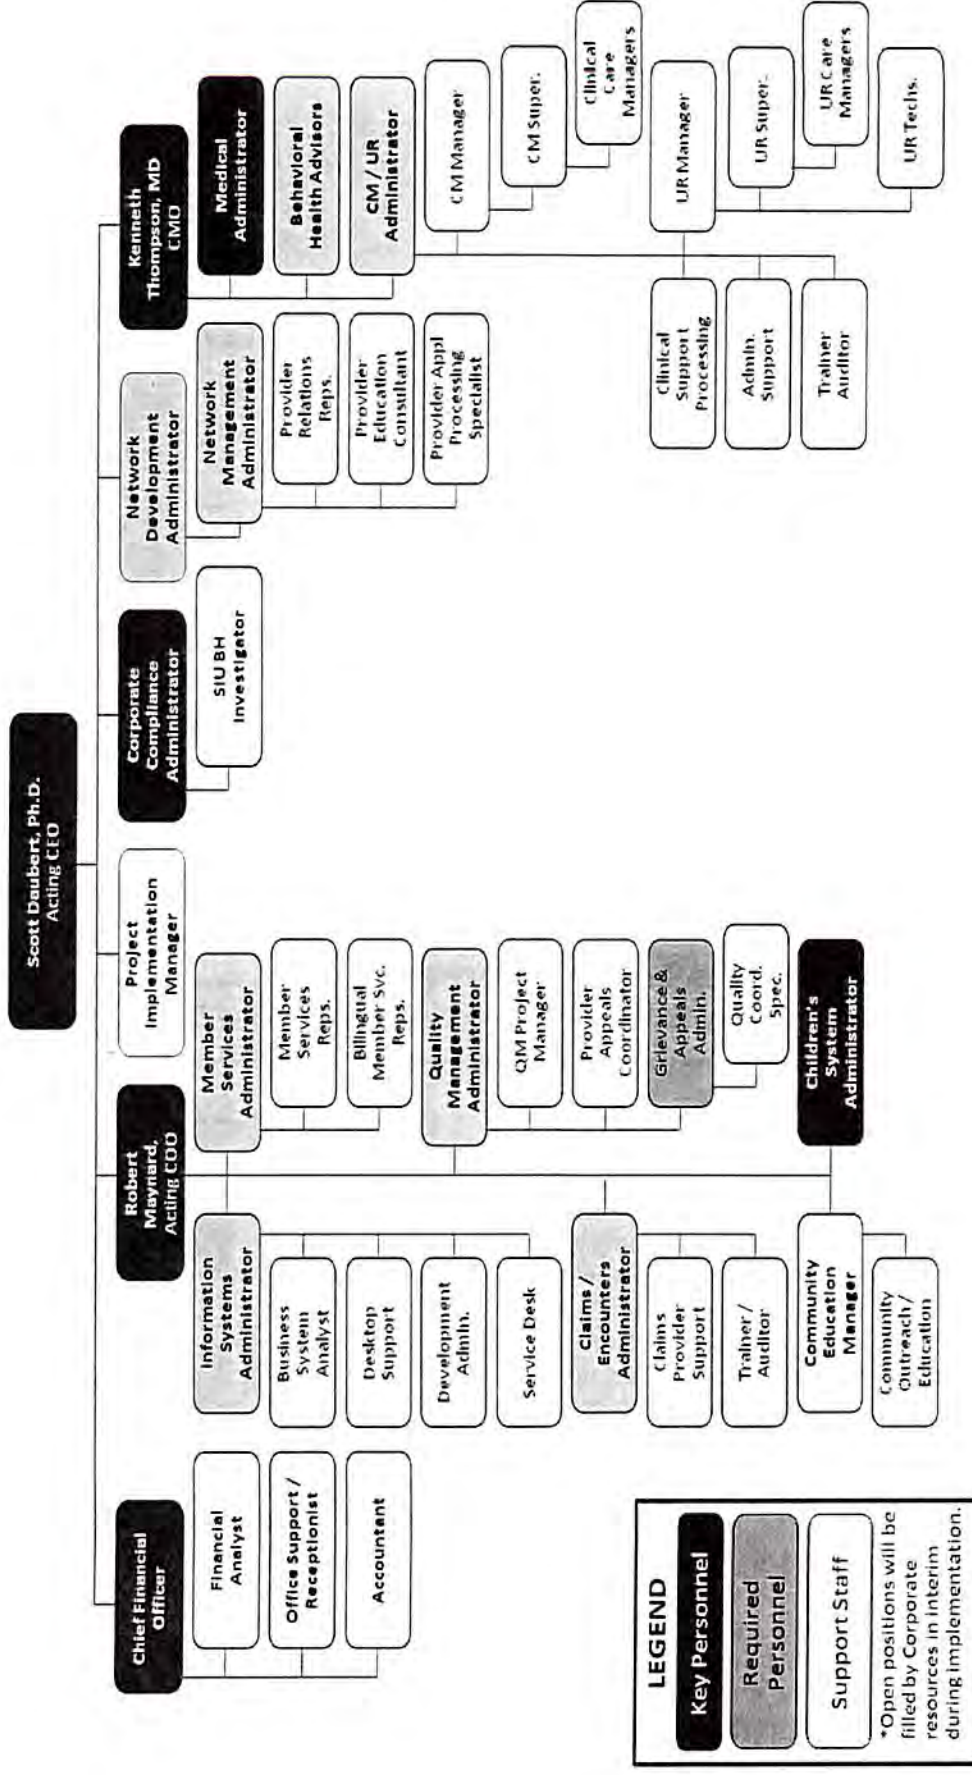 Scott Daubert, Ph.D.
Acting CEO
Chief Financial
Officer
Financial
Analyst
Office Support /
Receptionist
Accountant
Robert
Maynard,
Acting COO
Information
Systems
Administrator
Business
System
Analyst
Desktop
Support
Development
Admin.
Service Desk
Claims /
Encounters
Administrator
Claims
Provider
Support
Trainer /
Auditor
Community
Education
Manager
Community
Outreach /
Education
Member
Services
Administrator
Member
Services
Reps.
Bilingual
Member Svc.
Reps.
Quality
Management
Administrator
QM Project
Manager
Provider
Appeals
Coordinator
Grievance &
Appeals
Admin.
Quality
Coord.
Spec.
Children's
System
Administrator
Project
Implementation
Manager
Corporate
Compliance
Administrator
SIU BH
Investigator
Network
Development
Administrator
Network
Management
Administrator
Provider
Relations
Reps.
Provider
Education
Consultant
Provider Appl
Processing
Specialist
Kenneth
Thompson, MD
CMO
Medical
Administrator
Behavioral
Health Advisors
CM / UR
Administrator
CM Manager
CM Super.
Clinical
Care
Managers
UR Manager
UR Super.
UR Care
Managers
UR Techs.
Clinical
Support
Processing
Admin.
Support
Trainer
Auditor
LEGEND
Key Personnel
Required
Personnel
Support Staff
*Open positions will be
filled by Corporate
resources in interim
during implementation.